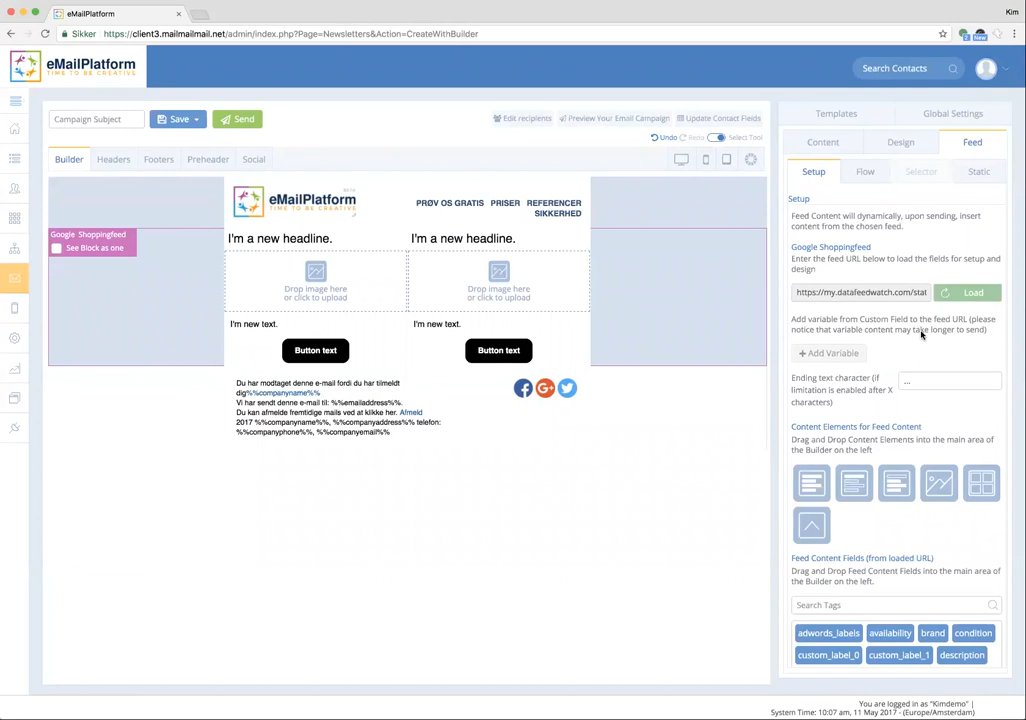 eMailPlatform
Kim
Sikker
https://client3.mailmailmail.net/admin/index.php?Page=Newsletters&Action=CreateWithBuilder
New
eMailPlatform
TIME TO BE CREATIVE
Search Contacts
Campaign Subject
Save
Send
Edit recipients
Preview Your Email Campaign
Update Contact Fields
Undo
Redo
Select Tool
Builder
Headers
Footers
Preheader
Social
Templates
Global Settings
Content
Design
Feed
Setup
Flow
Selector
Static
BETA
eMailPlatform
TIME TO BE CREATIVE
PRØV OS GRATIS PRISER REFERENCER
SIKKERHED
Google Shoppingfeed
See Block as one
I'm a new headline.
I'm a new headline.
Drop image here
or click to upload
Drop image here
or click to upload
I'm new text.
I'm new text.
Button text
Button text
Du har modtaget denne e-mail fordi du har tilmeldt
dig%%companyname%%
Vi har sendt denne e-mail til: %%emailaddress%%.
Du kan afmelde fremtidige mails ved at klikke her. Afmeld
2017 %%companyname%%, %%companyaddress%% telefon:
%%companyphone%%, %%companyemail%%
Setup
Feed Content will dynamically, upon sending, insert
content from the chosen feed.
Google Shoppingfeed
Enter the feed URL below to load the fields for setup and
design
https://my.datafeedwatch.com/stat
Load
Add variable from Custom Field to the feed URL (please
notice that variable content may take longer to send)
+ Add Variable
Ending text character (if
limitation is enabled after X
characters)
...
Content Elements for Feed Content
Drag and Drop Content Elements into the main area of
the Builder on the left
Feed Content Fields (from loaded URL)
Drag and Drop Feed Content Fields into the main area of
the Builder on the left.
Search Tags
adwords_labels
availability
brand
condition
custom_label_0
custom_label_1
description
You are logged in as "Kimdemo" |
System Time: 10:07 am, 11 May 2017 - (Europe/Amsterdam)